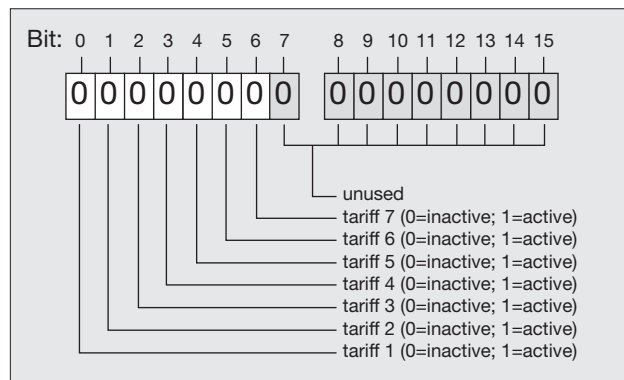 Bit: 0 1 2 3 4 5 6 7 8 9 10 11 12 13 14 15
0 0 0 0 0 0 0 0 0 0 0 0 0 0 0 0
unused
tariff 7 (0=inactive; 1=active)
tariff 6 (0=inactive; 1=active)
tariff 5 (0=inactive; 1=active)
tariff 4 (0=inactive; 1=active)
tariff 3 (0=inactive; 1=active)
tariff 2 (0=inactive; 1=active)
tariff 1 (0=inactive; 1=active)